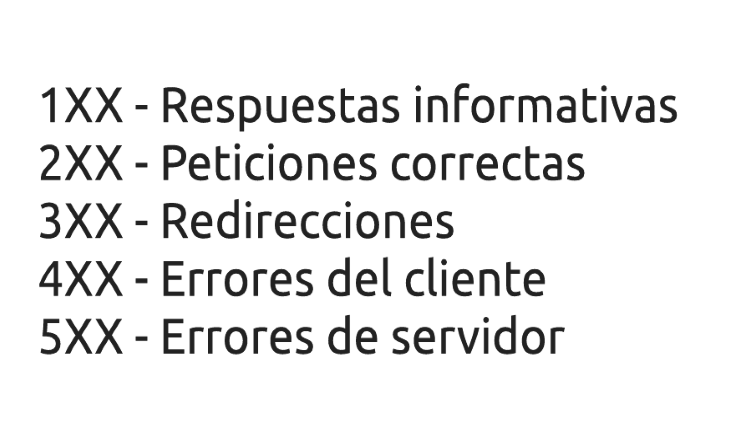 1XX - Respuestas informativas
2XX - Peticiones correctas
3XX - Redirecciones
4XX - Errores del cliente
5XX - Errores de servidor